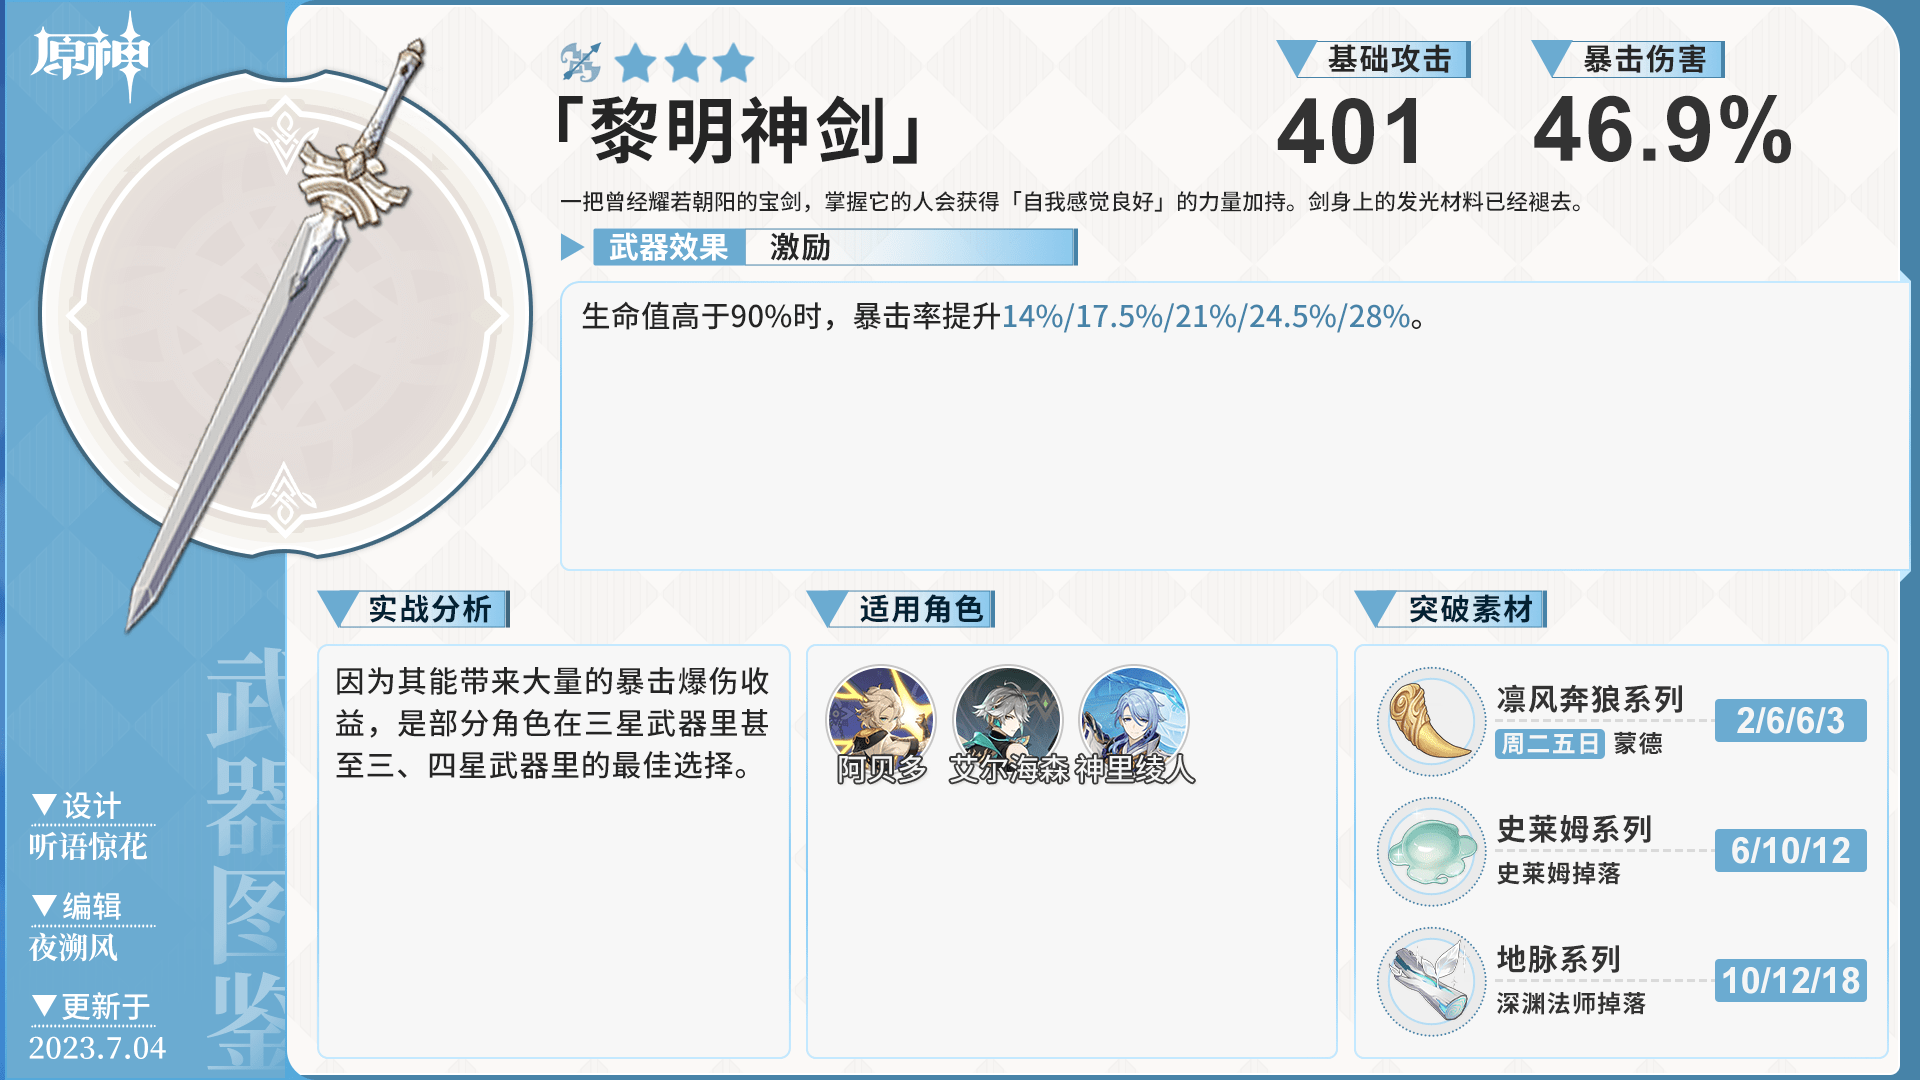 原神
「黎明神剑」
基础攻击
401
暴击伤害
46.9%
一把曾经耀若朝阳的宝剑，掌握它的人会获得「自我感觉良好」的力量加持。剑身上的发光材料已经褪去。
武器效果 激励
生命值高于90%时，暴击率提升14%/17.5%/21%/24.5%/28%。
实战分析
因为其能带来大量的暴击爆伤收
益，是部分角色在三星武器里甚
至三、四星武器里的最佳选择。
适用角色
阿贝多 艾尔海森 神里绫人
突破素材
凛风奔狼系列
周二五日 蒙德
2/6/6/3
史莱姆系列
史莱姆掉落
6/10/12
地脉系列
深渊法师掉落
10/12/18
▼设计
听语惊花
▼编辑
夜溯风
▼更新于
2023.7.04
武器图鉴